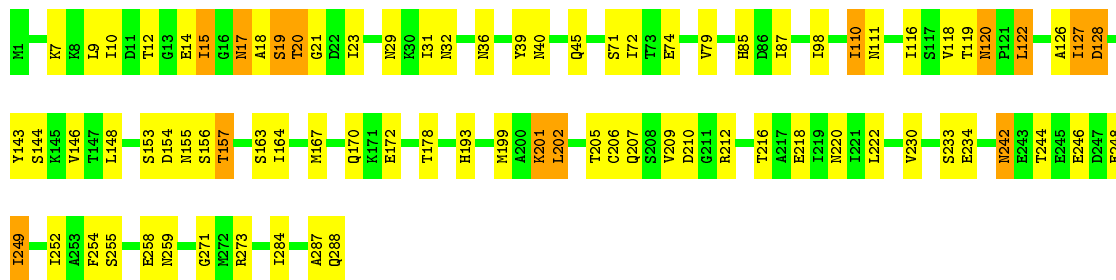 M1 K7 K8 L9 I10 D11 T12 G13 E14 I15 G16 N17 A18 S19 T20 G21 D22 I23 N29 K30 I31 N32 N36 Y39 N40 Q45 S71 I72 T73 E74 V79 H85 D86 I87 I98 I110 N111 I116 S117 V118 T119 N120 P121 L122 A126 I127 D128
Y143 S144 K145 V146 T147 L148 S153 D154 N155 S156 T157 S163 I164 M167 Q170 K171 E172 T178 H193 M199 A200 K201 L202 T205 C206 Q207 S208 V209 D210 G211 R212 T216 A217 E218 I219 N220 I221 L222 V230 S233 E234 N242 E243 T244 E245 E246 D247
I249 I252 A253 F254 S255 E258 N259 G271 M272 R273 I284 A287 Q288